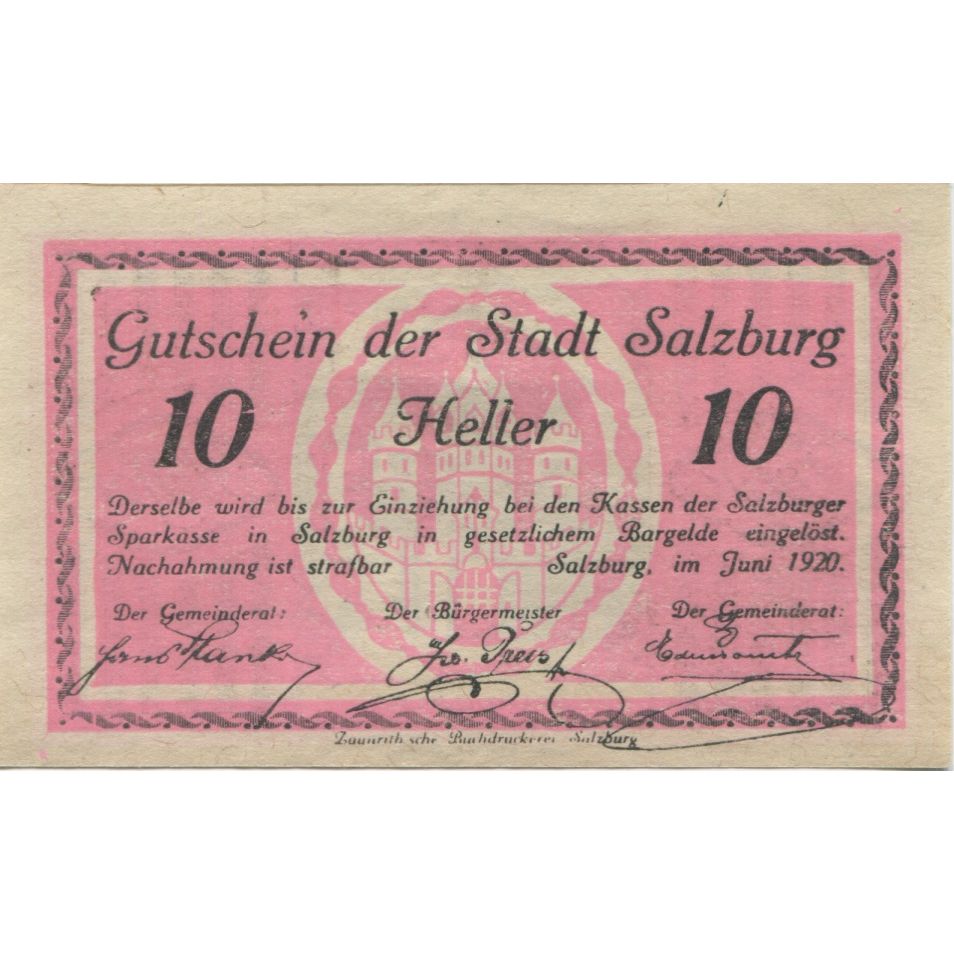 Gutschein der Stadt Salzburg
10 Heller 10
Derselbe wird bis zur Einziehung bei den Kassen der Salzburger
Sparkasse in Salzburg in gesetzlichem Bargelde eingelöst.
Nachahmung ist strafbar Salzburg, im Juni 1920.
Der Gemeinderat: Der Bürgermeister Der Gemeinderat:
Jos. Preis
Zaunrith'sche Buchdruckerei Salzburg